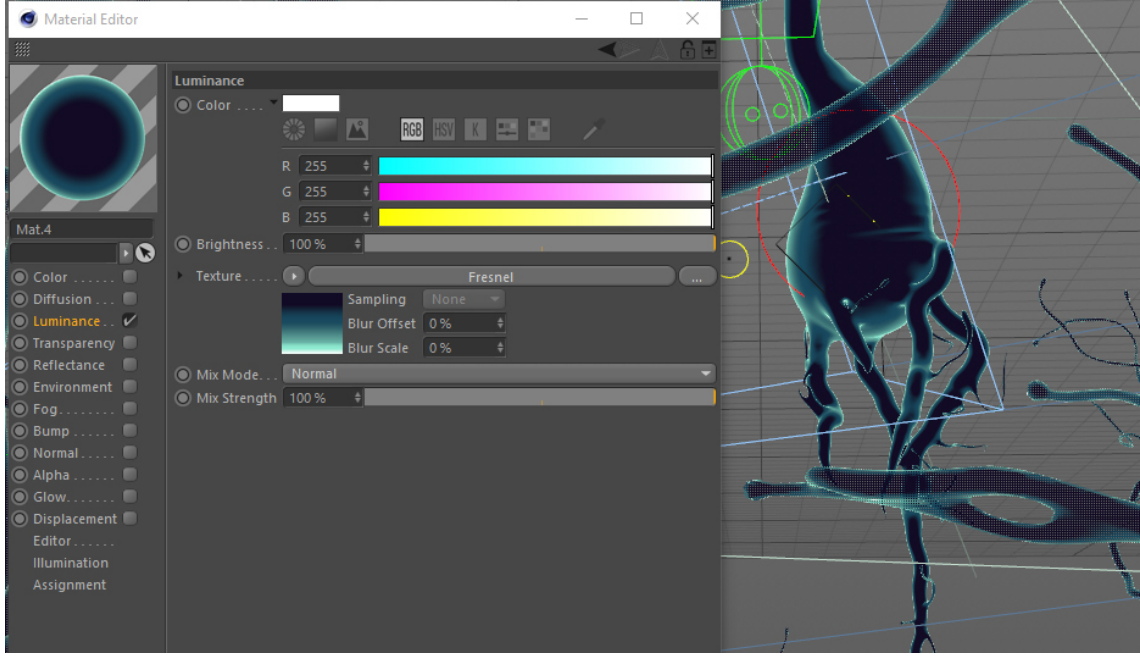 Material Editor
Luminance
Color ....
RGB HSV K
R 255
G 255
B 255
Mat.4
Brightness . . 100 %
Texture..... Fresnel ...
Sampling None
Blur Offset 0 %
Blur Scale 0 %
Mix Mode. . . Normal
Mix Strength 100 %
Color .....
Diffusion ...
Luminance . .
Transparency
Reflectance
Environment
Fog........
Bump ......
Normal.....
Alpha ......
Glow.......
Displacement
Editor......
Illumination
Assignment